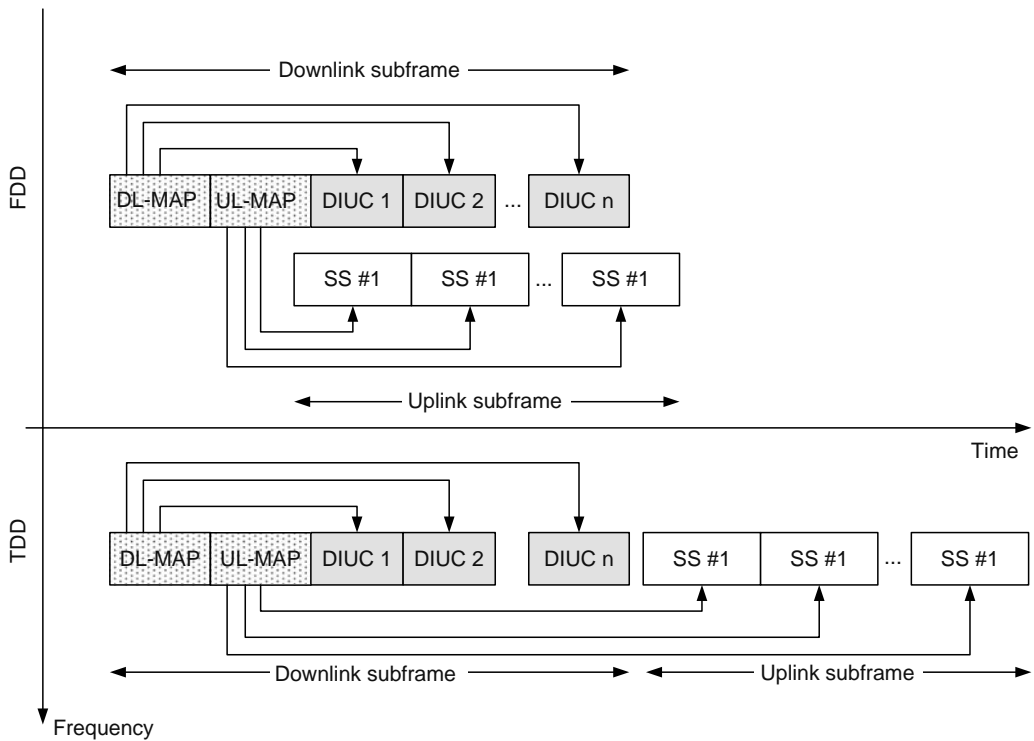 Downlink subframe
FDD
DL-MAP UL-MAP DIUC 1 DIUC 2 ... DIUC n
SS #1 SS #1 ... SS #1
Uplink subframe
Time
TDD
DL-MAP UL-MAP DIUC 1 DIUC 2 DIUC n SS #1 SS #1 ... SS #1
Downlink subframe Uplink subframe
Frequency